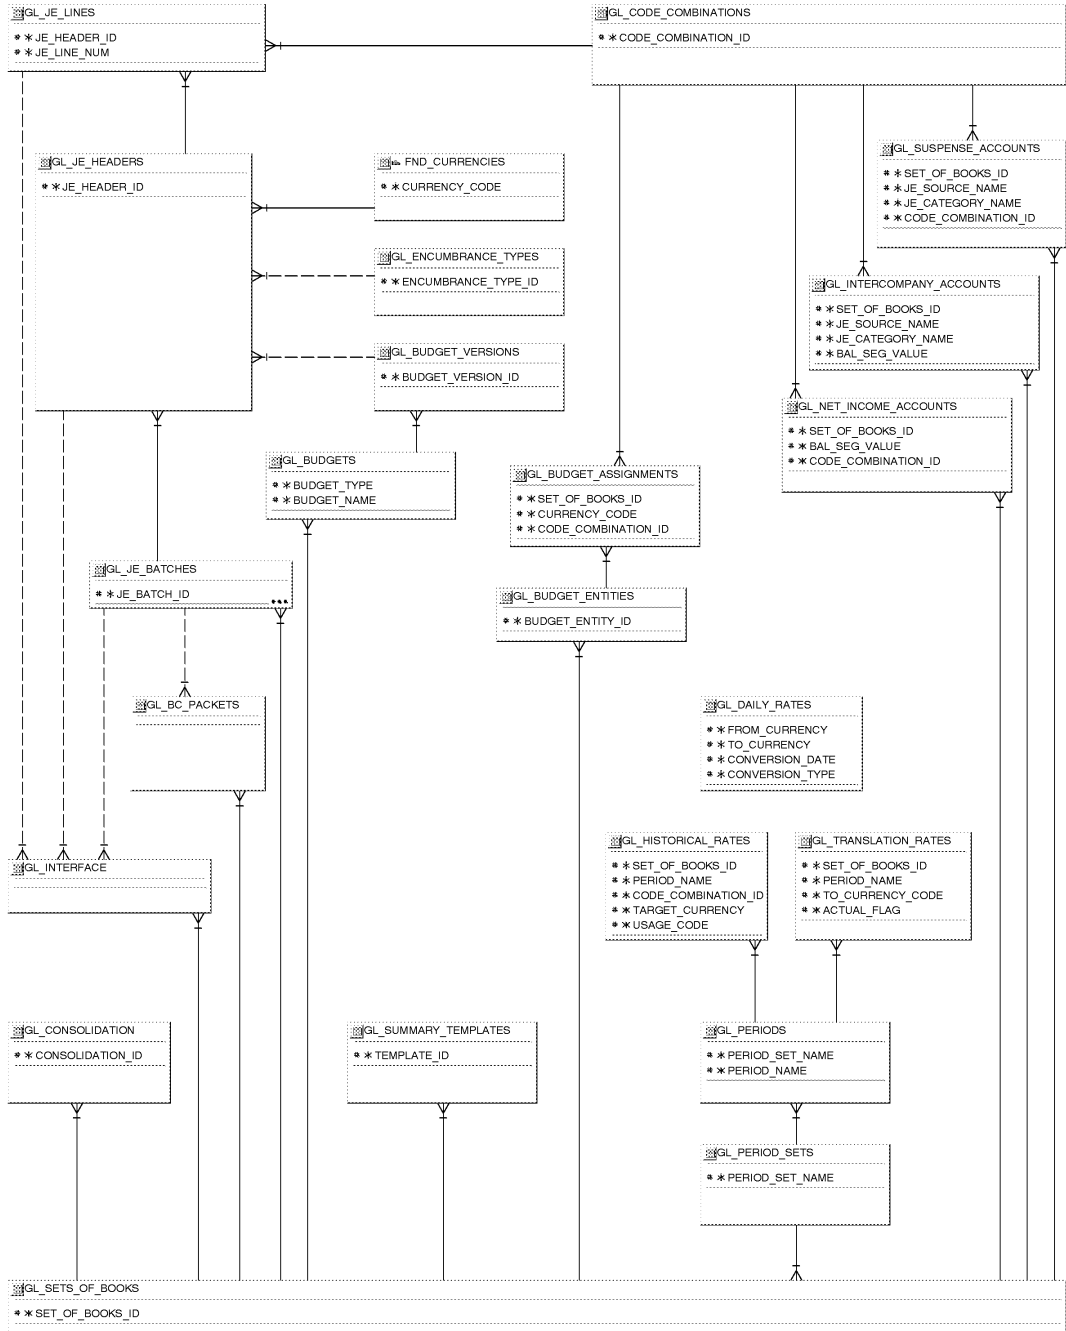 GL_JE_LINES
# * JE_HEADER_ID
# * JE_LINE_NUM
GL_CODE_COMBINATIONS
# * CODE_COMBINATION_ID
GL_SUSPENSE_ACCOUNTS
# * SET_OF_BOOKS_ID
# * JE_SOURCE_NAME
# * JE_CATEGORY_NAME
# * CODE_COMBINATION_ID
GL_JE_HEADERS
# * JE_HEADER_ID
FND_CURRENCIES
# * CURRENCY_CODE
GL_ENCUMBRANCE_TYPES
# * ENCUMBRANCE_TYPE_ID
GL_INTERCOMPANY_ACCOUNTS
# * SET_OF_BOOKS_ID
# * JE_SOURCE_NAME
# * JE_CATEGORY_NAME
# * BAL_SEG_VALUE
GL_BUDGET_VERSIONS
# * BUDGET_VERSION_ID
GL_NET_INCOME_ACCOUNTS
# * SET_OF_BOOKS_ID
# * BAL_SEG_VALUE
# * CODE_COMBINATION_ID
GL_BUDGETS
# * BUDGET_TYPE
# * BUDGET_NAME
GL_BUDGET_ASSIGNMENTS
# * SET_OF_BOOKS_ID
# * CURRENCY_CODE
# * CODE_COMBINATION_ID
GL_JE_BATCHES
# * JE_BATCH_ID
...
GL_BUDGET_ENTITIES
# * BUDGET_ENTITY_ID
GL_BC_PACKETS
GL_DAILY_RATES
# * FROM_CURRENCY
# * TO_CURRENCY
# * CONVERSION_DATE
# * CONVERSION_TYPE
GL_INTERFACE
GL_HISTORICAL_RATES
# * SET_OF_BOOKS_ID
# * PERIOD_NAME
# * CODE_COMBINATION_ID
# * TARGET_CURRENCY
# * USAGE_CODE
GL_TRANSLATION_RATES
# * SET_OF_BOOKS_ID
# * PERIOD_NAME
# * TO_CURRENCY_CODE
# * ACTUAL_FLAG
GL_CONSOLIDATION
# * CONSOLIDATION_ID
GL_SUMMARY_TEMPLATES
# * TEMPLATE_ID
GL_PERIODS
# * PERIOD_SET_NAME
# * PERIOD_NAME
GL_PERIOD_SETS
# * PERIOD_SET_NAME
GL_SETS_OF_BOOKS
# * SET_OF_BOOKS_ID